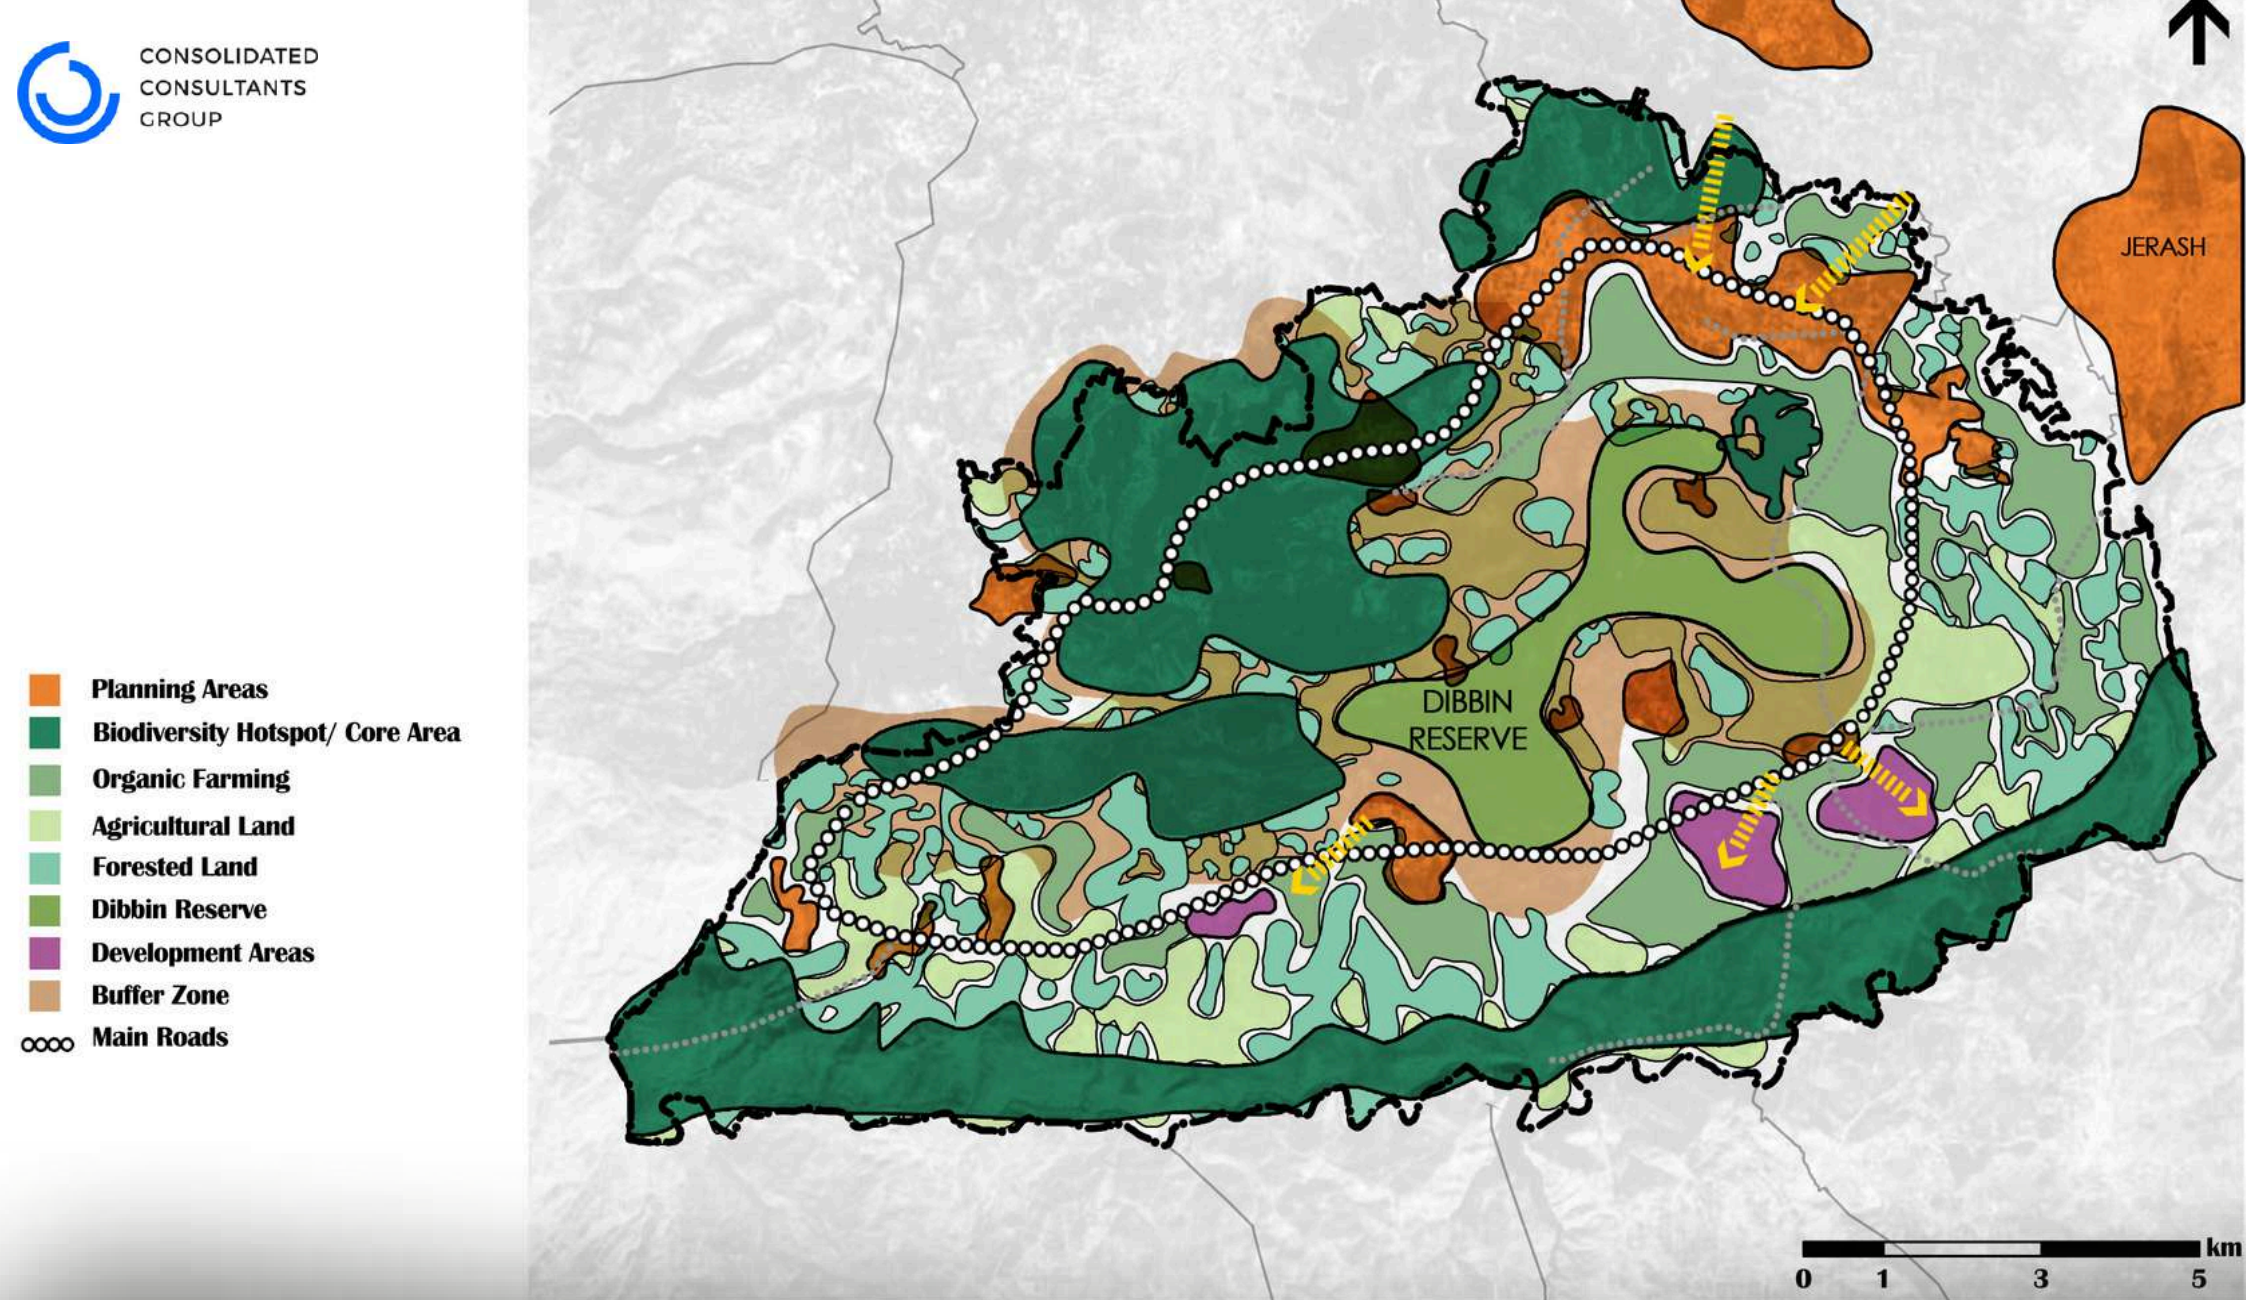 CONSOLIDATED
CONSULTANTS
GROUP
JERASH
DIBBIN
RESERVE
Planning Areas
Biodiversity Hotspot/ Core Area
Organic Farming
Agricultural Land
Forested Land
Dibbin Reserve
Development Areas
Buffer Zone
Main Roads
km
0 1 3 5